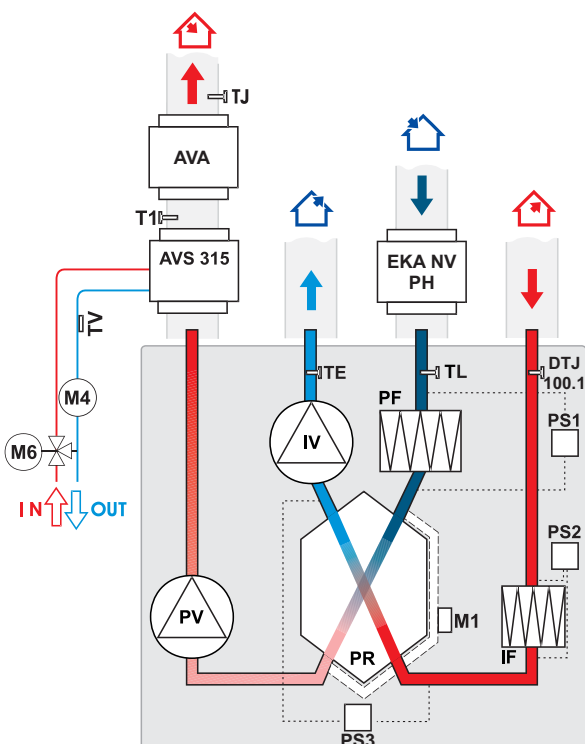 TJ
AVA
T1
AVS 315
EKA NV
PH
TV
TE
TL
DTJ
100.1
PF
PS1
M4
IV
M6
IN
OUT
PS2
PV
M1
PR
IF
PS3